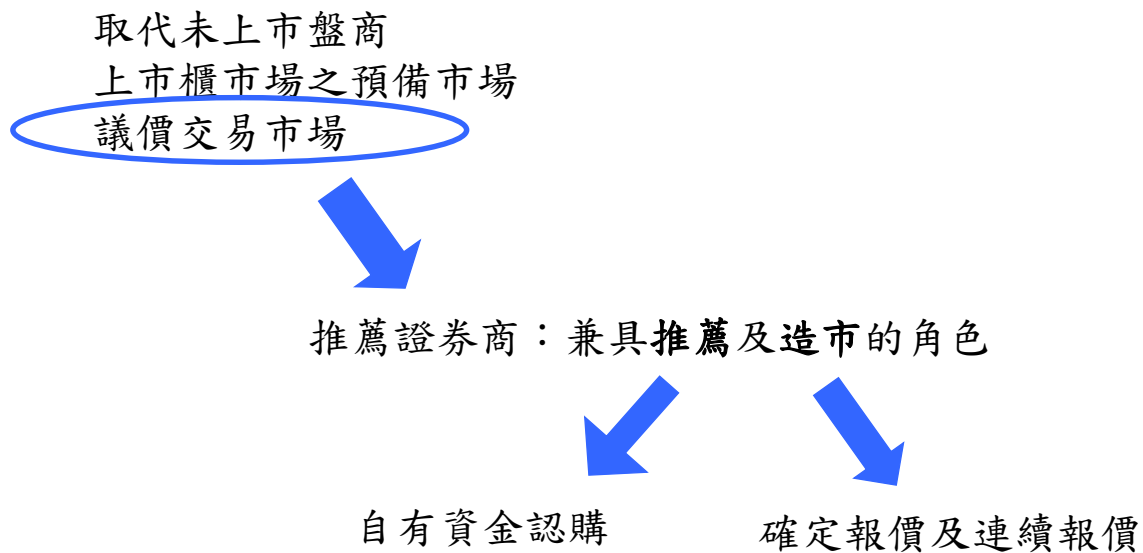 取代未上市盤商
上市櫃市場之預備市場
議價交易市場
推薦證券商：兼具推薦及造市的角色
自有資金認購
確定報價及連續報價